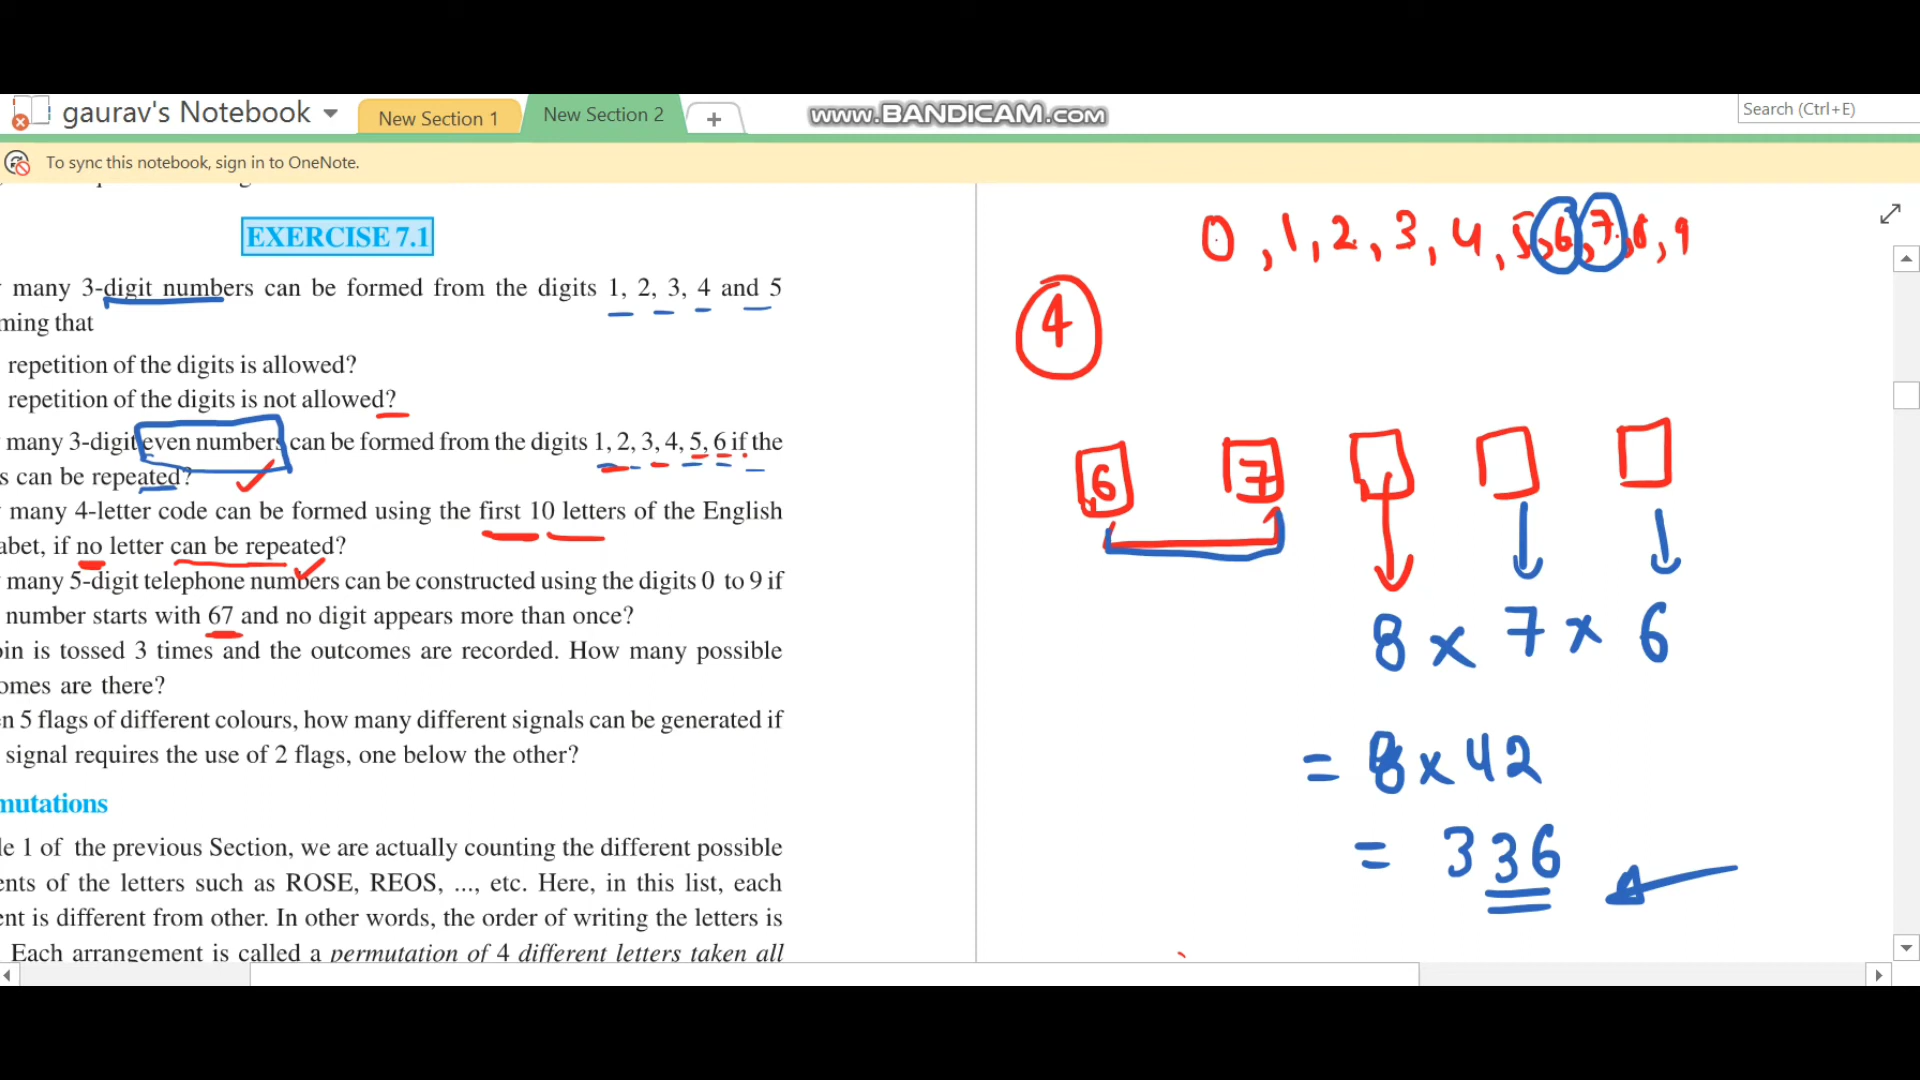 gaurav's Notebook
New Section 1
New Section 2
+
www.BANDICAM.com
Search (Ctrl+E)
To sync this notebook, sign in to OneNote.
EXERCISE 7.1
many 3-digit numbers can be formed from the digits 1, 2, 3, 4 and 5
ming that
repetition of the digits is allowed?
repetition of the digits is not allowed?
many 3-digit even numbers can be formed from the digits 1, 2, 3, 4, 5, 6 if the
s can be repeated?
many 4-letter code can be formed using the first 10 letters of the English
abet, if no letter can be repeated?
many 5-digit telephone numbers can be constructed using the digits 0 to 9 if
number starts with 67 and no digit appears more than once?
oin is tossed 3 times and the outcomes are recorded. How many possible
omes are there?
en 5 flags of different colours, how many different signals can be generated if
signal requires the use of 2 flags, one below the other?
mutations
le 1 of the previous Section, we are actually counting the different possible
ents of the letters such as ROSE, REOS, ..., etc. Here, in this list, each
ent is different from other. In other words, the order of writing the letters is
Each arrangement is called a permutation of 4 different letters taken all
0, 1, 2, 3, 4, 5, 6, 7, 8, 9
4
6 7
8 x 7 x 6
= 8 x 42
= 336